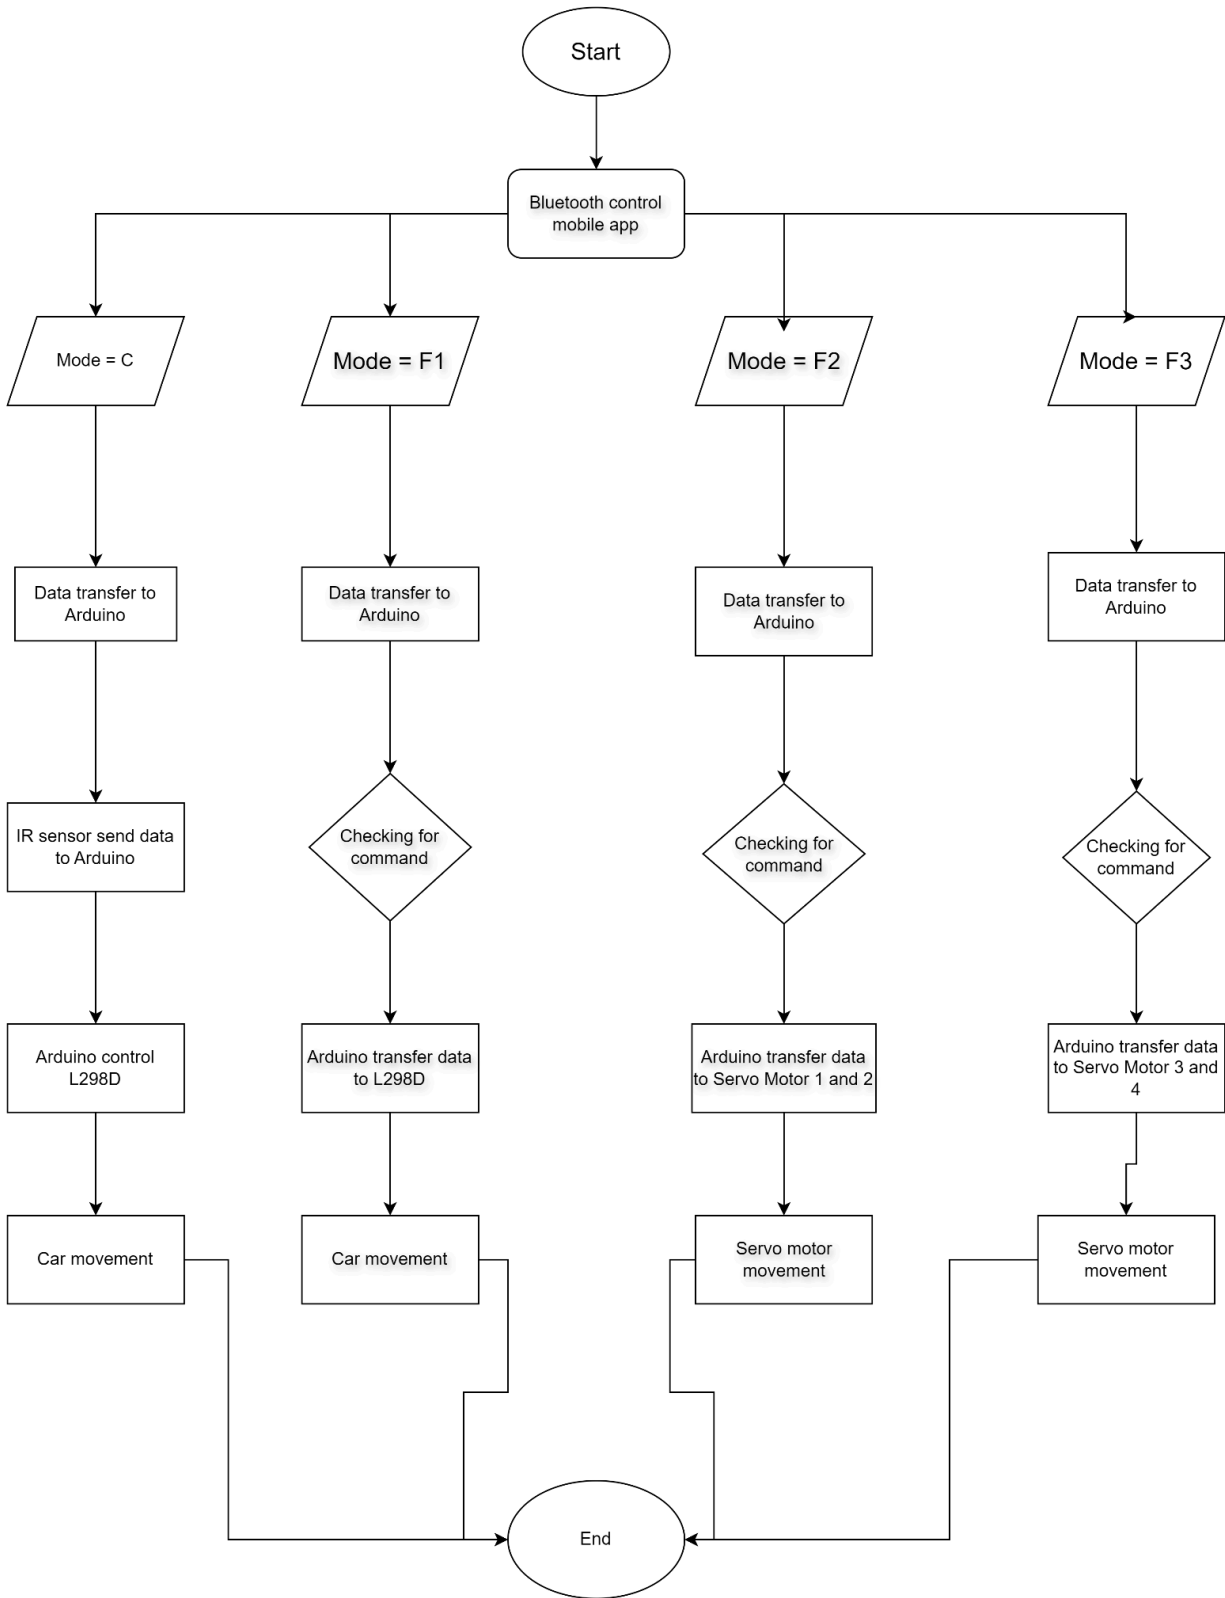 Start
Bluetooth control
mobile app
Mode = C
Mode = F1
Mode = F2
Mode = F3
Data transfer to
Arduino
Data transfer to
Arduino
Data transfer to
Arduino
Data transfer to
Arduino
IR sensor send data
to Arduino
Checking for
command
Checking for
command
Checking for
command
Arduino control
L298D
Arduino transfer data
to L298D
Arduino transfer data
to Servo Motor 1 and 2
Arduino transfer data
to Servo Motor 3 and
4
Car movement
Car movement
Servo motor
movement
Servo motor
movement
End